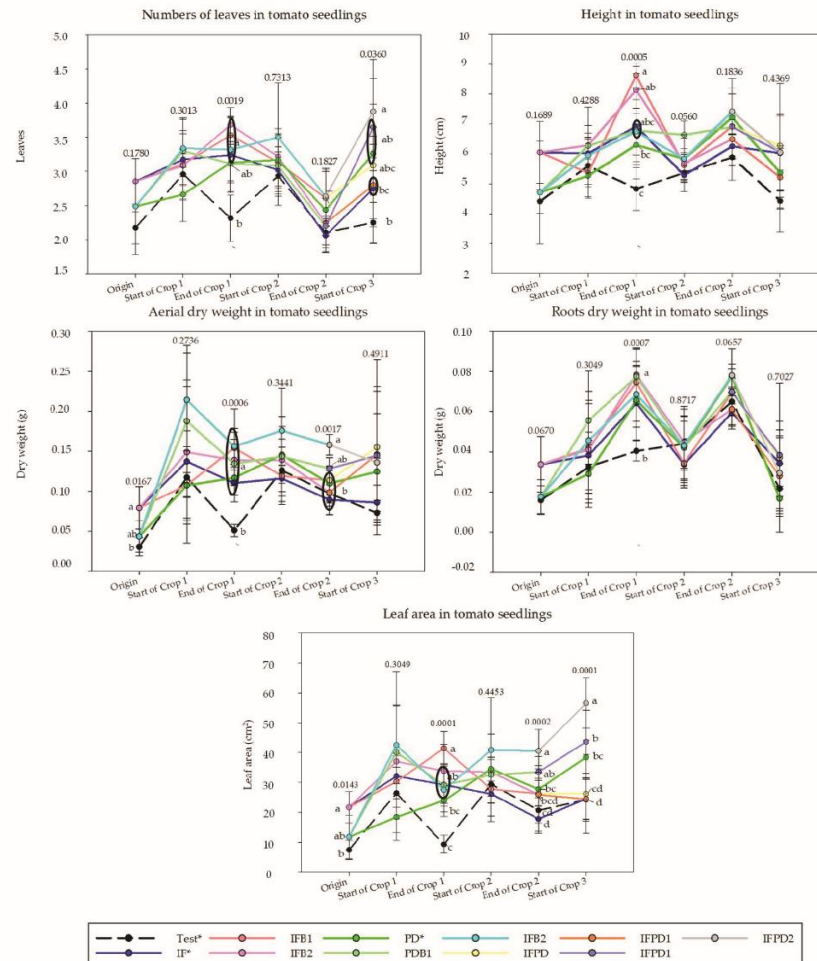 Numbers of leaves in tomato seedlings
Leaves
5.0
4.5
4.0
3.5
3.0
2.5
2.0
1.5
0.1780
0.3013
0.0019
0.7313
0.1827
0.0360
ab
b
a
ab
abc
bc
b
Origin
Start of Crop 1
End of Crop 1
Start of Crop 2
End of Crop 2
Start of Crop 3
Height in tomato seedlings
Height(cm)
10
9
8
7
6
5
4
3
2
0.1689
0.4288
0.0005
0.0560
0.1836
0.4369
a
ab
abc
bc
c
Origin
Start of Crop 1
End of Crop 1
Start of Crop 2
End of Crop 2
Start of Crop 3
Aerial dry weight in tomato seedlings
Dry weight (g)
0.30
0.25
0.20
0.15
0.10
0.05
0.00
0.0167
0.2736
0.0006
0.3441
0.0017
0.4911
a
ab
b
a
b
a
ab
b
Origin
Start of Crop 1
End of Crop 1
Start of Crop 2
End of Crop 2
Start of Crop 3
Roots dry weight in tomato seedlings
Dry weight (g)
0.10
0.08
0.06
0.04
0.02
0.00
-0.02
0.0670
0.3049
0.0007
0.8717
0.0657
0.7027
a
b
Origin
Start of Crop 1
End of Crop 1
Start of Crop 2
End of Crop 2
Start of Crop 3
Leaf area in tomato seedlings
Leaf area (cm²)
80
70
60
50
40
30
20
10
0
0.0143
0.3049
0.0001
0.4453
0.0002
0.0001
a
ab
b
a
ab
bc
c
a
ab
bc
bcd
cd
d
a
b
bc
cd
d
Origin
Start of Crop 1
End of Crop 1
Start of Crop 2
End of Crop 2
Start of Crop 3
Test* IFB1 PD* IFB2 IFPD1 IFPD2
IF* IFB2 PDB1 IFPD IFPD1